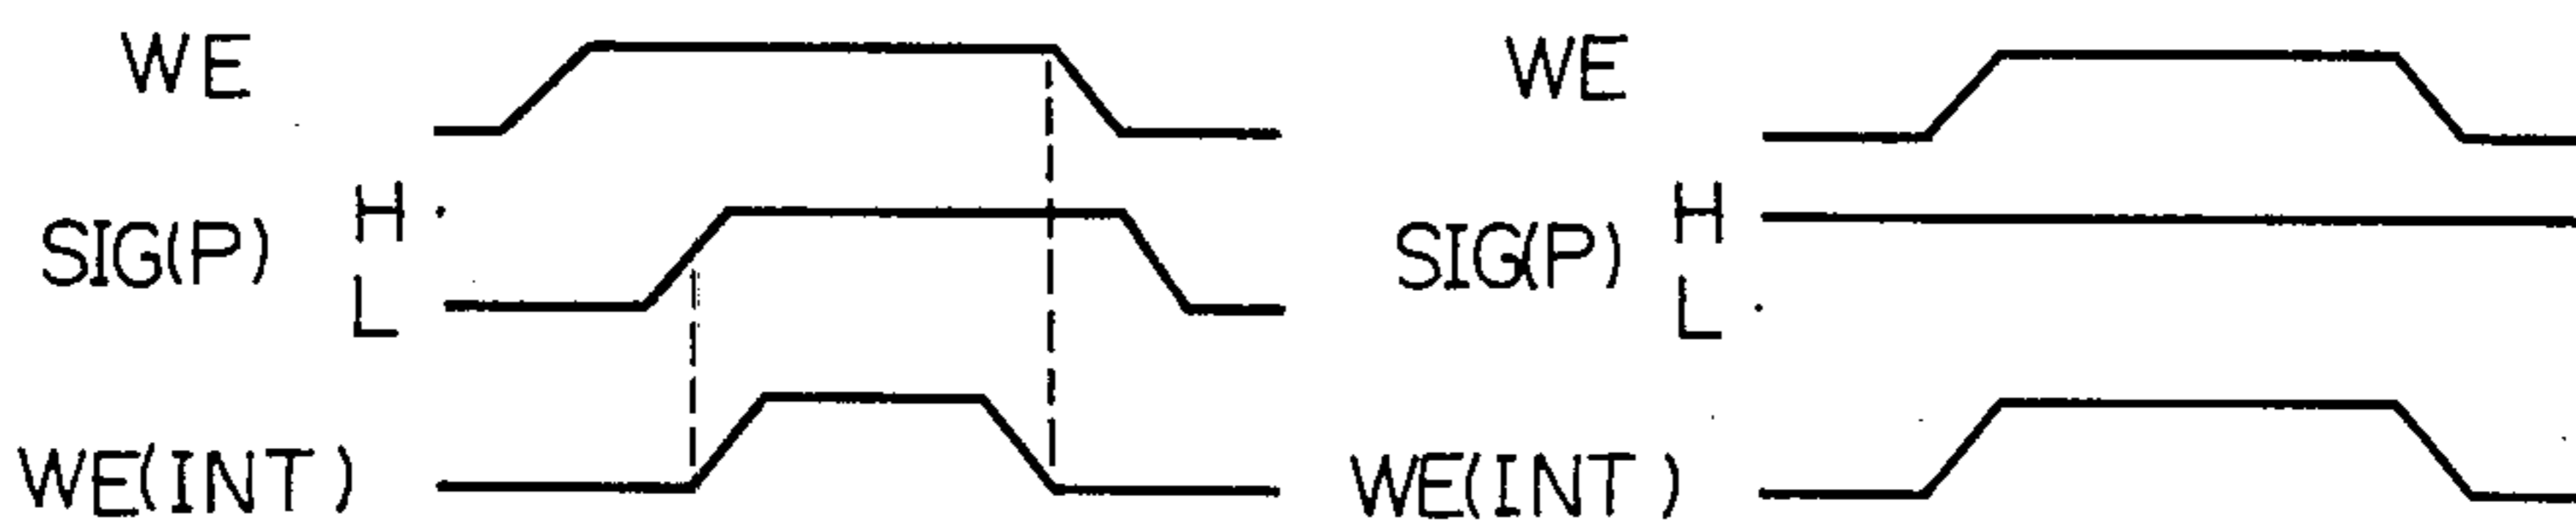 WE
SIG(P) H
L
WE(INT)
WE
SIG(P) H
L
WE(INT)